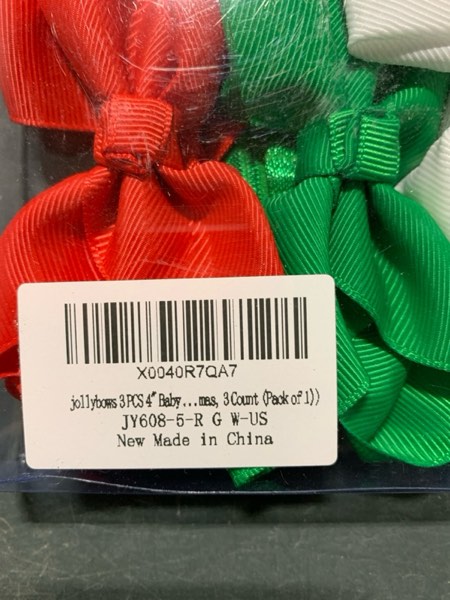 X0040R7QA7
jollybows 3 PCS 4" Baby...mas, 3 Count (Pack of 1))
JY608-5-R G W-US
New Made in China